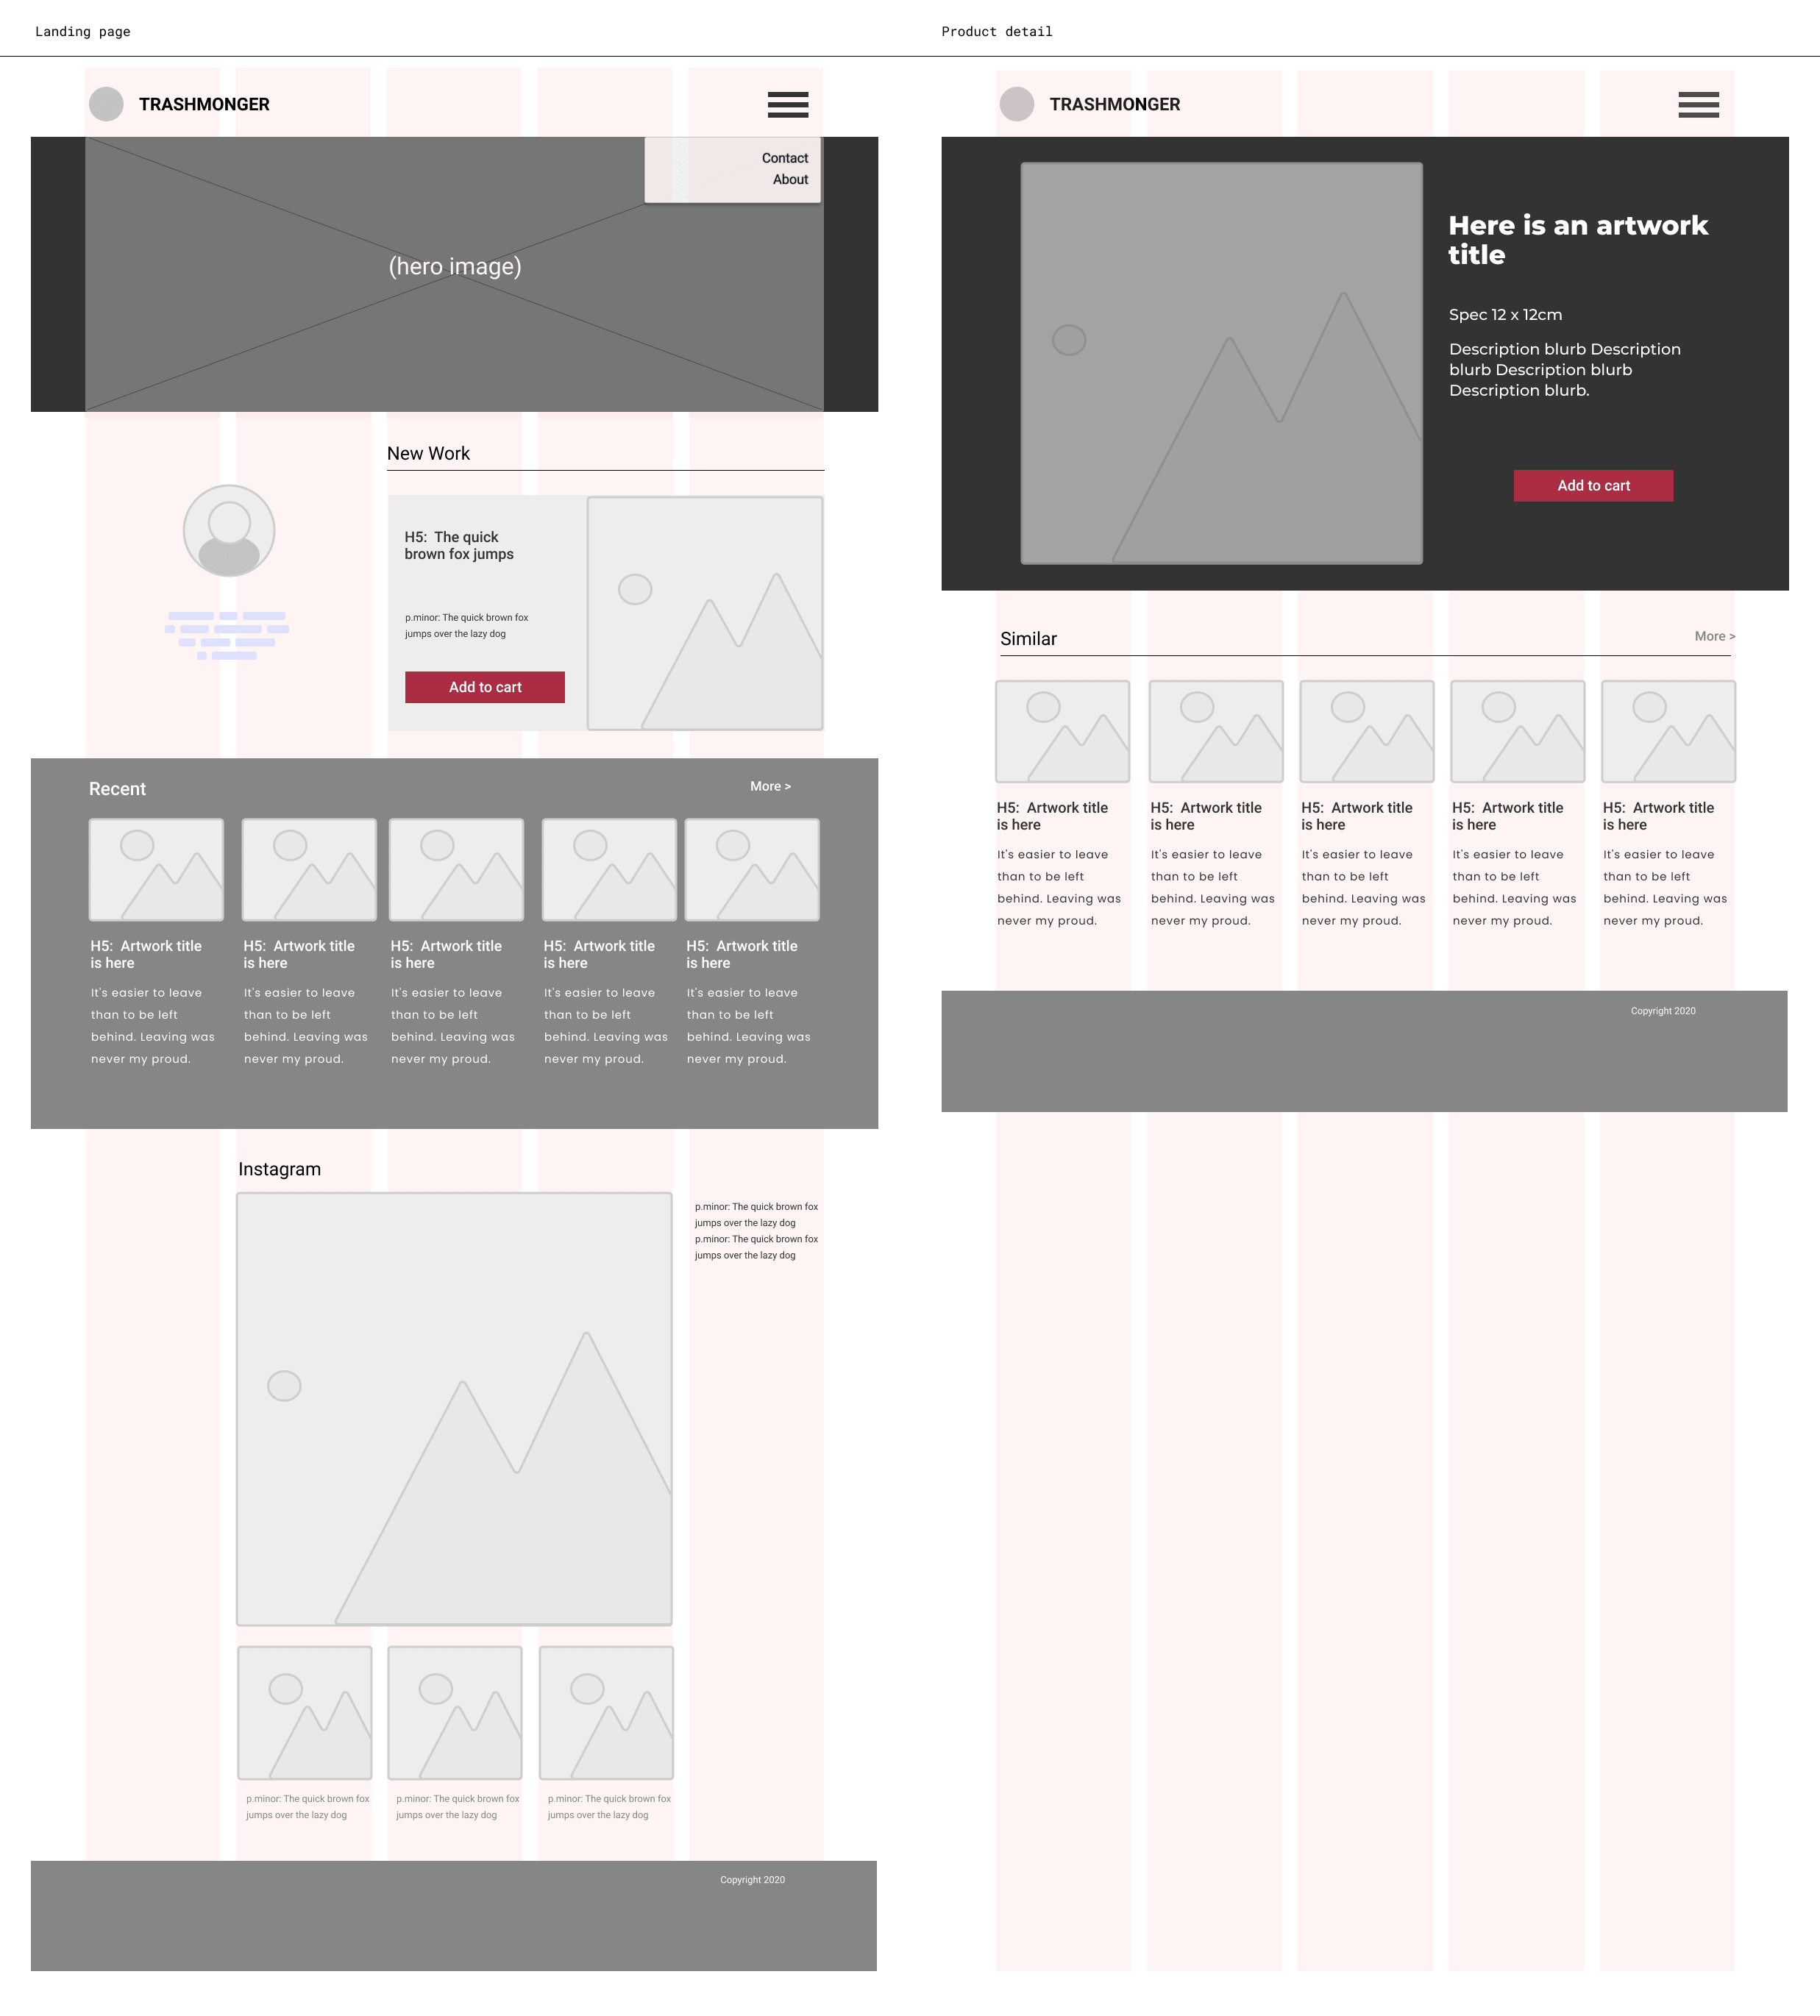 Landing page
TRASHMONGER
Contact
About
(hero image)
New Work
H5:  The quick
brown fox jumps
p.minor: The quick brown fox
jumps over the lazy dog
Add to cart
Recent
More >
H5:  Artwork title
is here
It's easier to leave
than to be left
behind. Leaving was
never my proud.
H5:  Artwork title
is here
It's easier to leave
than to be left
behind. Leaving was
never my proud.
H5:  Artwork title
is here
It's easier to leave
than to be left
behind. Leaving was
never my proud.
H5:  Artwork title
is here
It's easier to leave
than to be left
behind. Leaving was
never my proud.
H5:  Artwork title
is here
It's easier to leave
than to be left
behind. Leaving was
never my proud.
Instagram
p.minor: The quick brown fox
jumps over the lazy dog
p.minor: The quick brown fox
jumps over the lazy dog
p.minor: The quick brown fox
jumps over the lazy dog
p.minor: The quick brown fox
jumps over the lazy dog
p.minor: The quick brown fox
jumps over the lazy dog
Copyright 2020
Product detail
TRASHMONGER
Here is an artwork
title
Spec 12 x 12cm
Description blurb Description
blurb Description blurb
Description blurb.
Add to cart
Similar
More >
H5:  Artwork title
is here
It's easier to leave
than to be left
behind. Leaving was
never my proud.
H5:  Artwork title
is here
It's easier to leave
than to be left
behind. Leaving was
never my proud.
H5:  Artwork title
is here
It's easier to leave
than to be left
behind. Leaving was
never my proud.
H5:  Artwork title
is here
It's easier to leave
than to be left
behind. Leaving was
never my proud.
H5:  Artwork title
is here
It's easier to leave
than to be left
behind. Leaving was
never my proud.
Copyright 2020